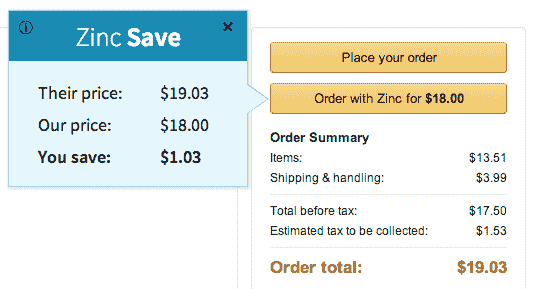 Zinc Save
Their price: $19.03
Our price: $18.00
You save: $1.03
Place your order
Order with Zinc for $18.00
Order Summary
Items: $13.51
Shipping & handling: $3.99
Total before tax: $17.50
Estimated tax to be collected: $1.53
Order total: $19.03